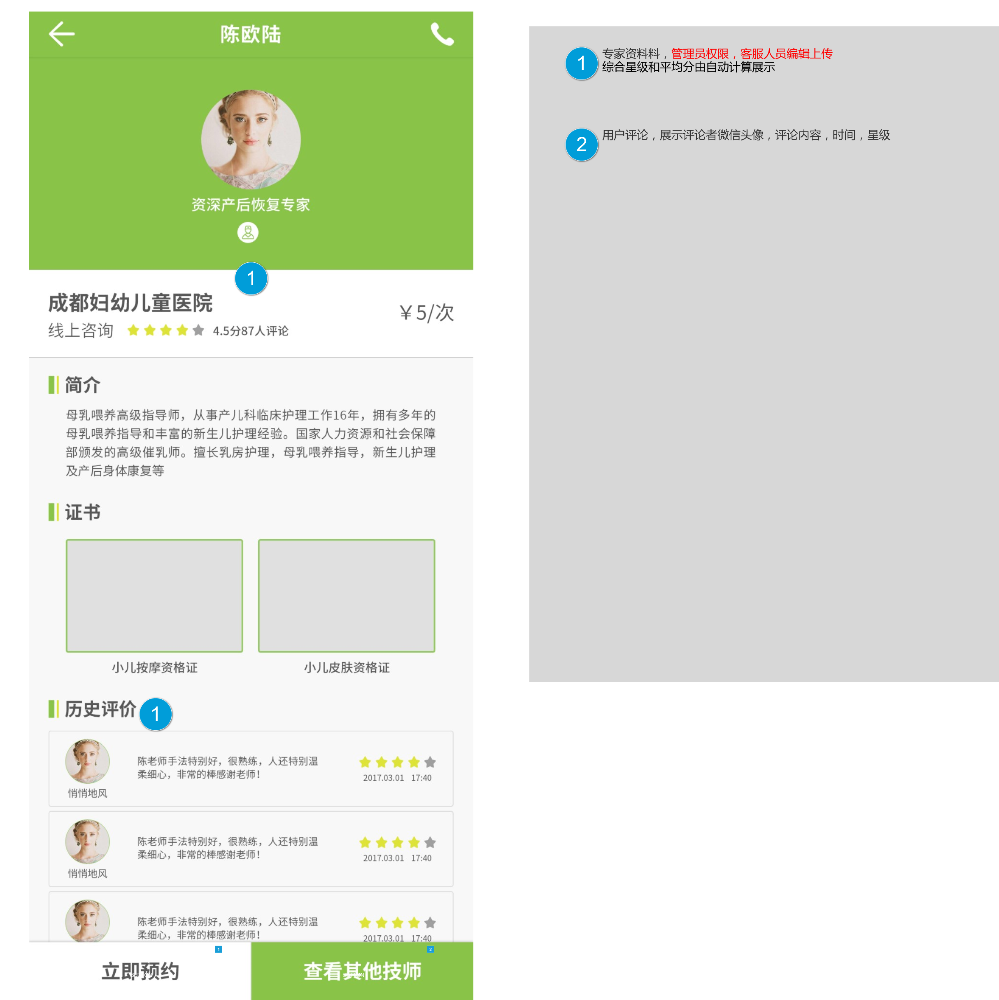 陈欧陆
资深产后恢复专家
1
成都妇幼儿童医院
¥5/次
线上咨询 4.5分87人评论
简介
母乳喂养高级指导师，从事产儿科临床护理工作16年，拥有多年的
母乳喂养指导和丰富的新生儿护理经验。国家人力资源和社会保障
部颁发的高级催乳师。擅长乳房护理，母乳喂养指导，新生儿护理
及产后身体康复等
证书
小儿按摩资格证
小儿皮肤资格证
历史评价
1
陈老师手法特别好，很熟练，人还特别温
柔细心，非常的棒感谢老师！
2017.03.01 17:40
悄悄地风
陈老师手法特别好，很熟练，人还特别温
柔细心，非常的棒感谢老师！
2017.03.01 17:40
悄悄地风
陈老师手法特别好，很熟练，人还特别温
柔细心，非常的棒感谢老师！
2017.03.01 17:40
1
立即预约
2
查看其他技师
1
专家资料料，管理员权限，客服人员编辑上传
综合星级和平均分由自动计算展示
2
用户评论，展示评论者微信头像，评论内容，时间，星级